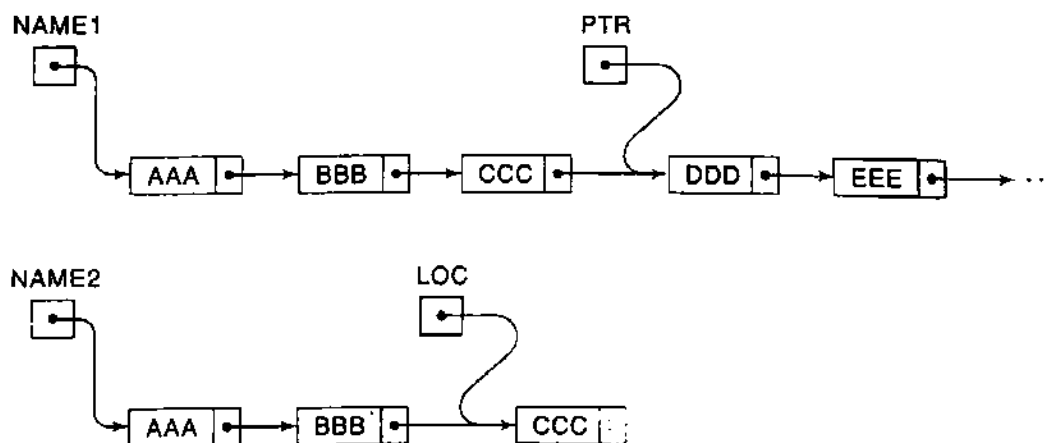 NAME1 PTR
AAA BBB CCC DDD EEE ..
NAME2 LOC
AAA BBB CCC